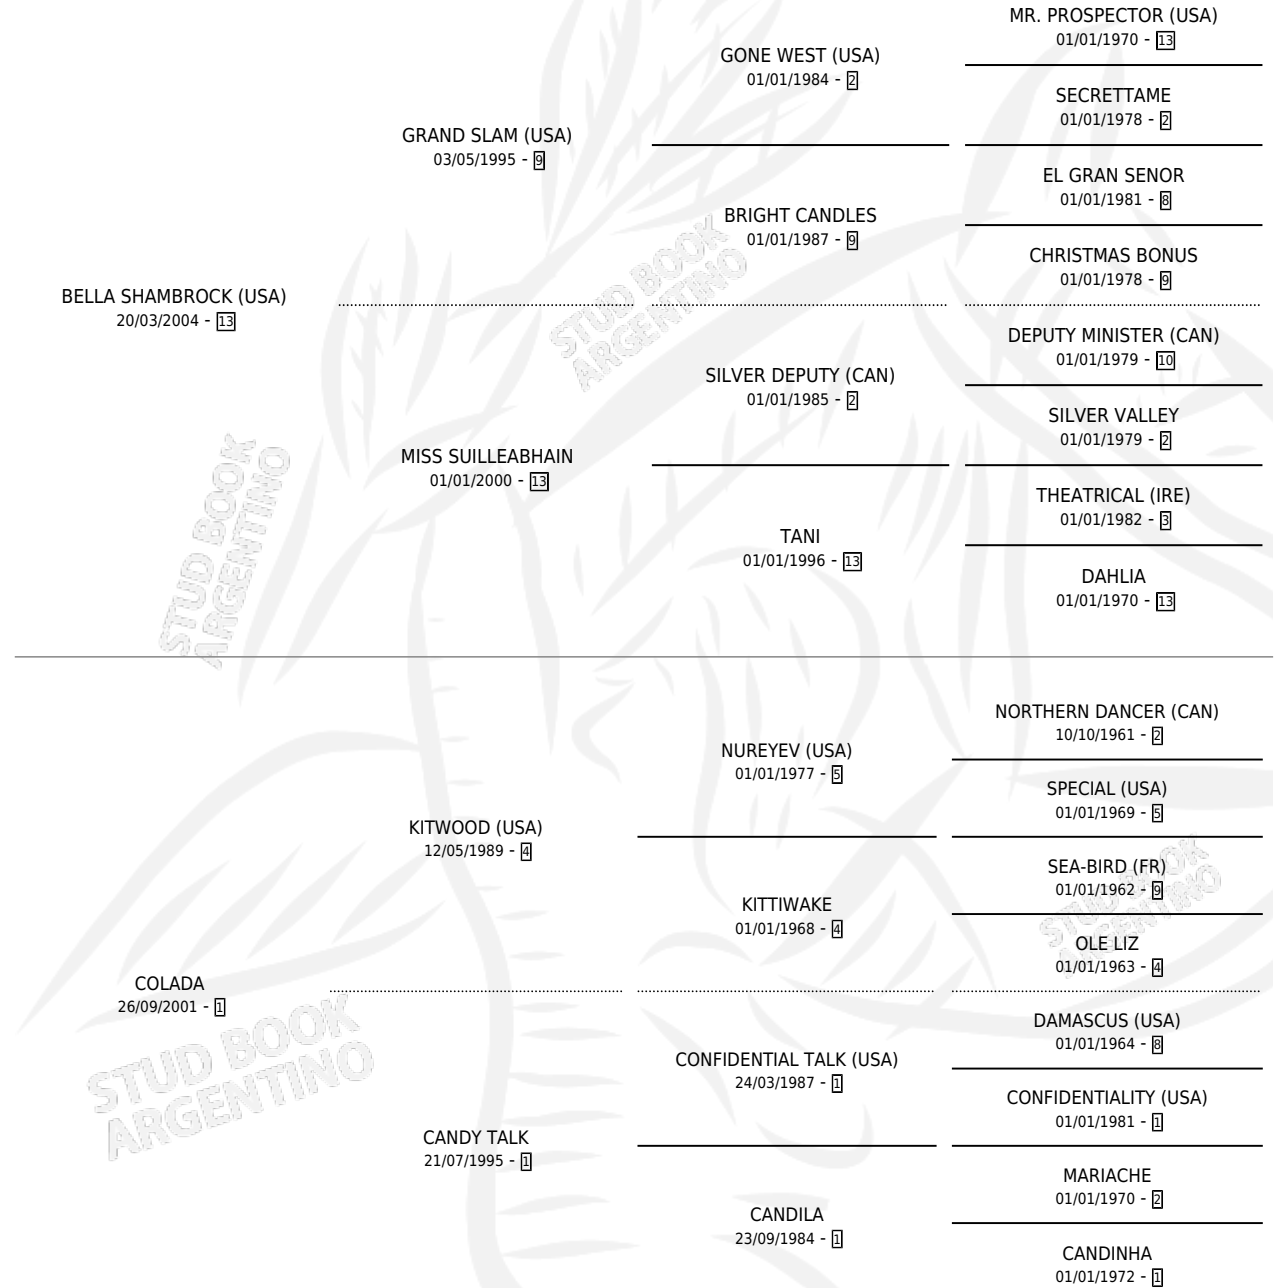 MR. PROSPECTOR (USA)
01/01/1970 - 13
GONE WEST (USA)
01/01/1984 - 2
SECRETTAME
01/01/1978 - 2
GRAND SLAM (USA)
03/05/1995 - 9
EL GRAN SENOR
01/01/1981 - 8
BRIGHT CANDLES
01/01/1987 - 9
CHRISTMAS BONUS
01/01/1978 - 9
BELLA SHAMBROCK (USA)
20/03/2004 - 13
DEPUTY MINISTER (CAN)
01/01/1979 - 10
SILVER DEPUTY (CAN)
01/01/1985 - 2
SILVER VALLEY
01/01/1979 - 2
MISS SUILLEABHAIN
01/01/2000 - 13
THEATRICAL (IRE)
01/01/1982 - 3
TANI
01/01/1996 - 13
DAHLIA
01/01/1970 - 13
STUD BOOK
ARGENTINO
STUD BOOK
ARGENTINO
NORTHERN DANCER (CAN)
10/10/1961 - 2
NUREYEV (USA)
01/01/1977 - 5
SPECIAL (USA)
01/01/1969 - 5
KITWOOD (USA)
12/05/1989 - 4
SEA-BIRD (FR)
01/01/1962 - 9
KITTIWAKE
01/01/1968 - 4
OLE LIZ
01/01/1963 - 4
COLADA
26/09/2001 - 1
DAMASCUS (USA)
01/01/1964 - 8
CONFIDENTIAL TALK (USA)
24/03/1987 - 1
CONFIDENTIALITY (USA)
01/01/1981 - 1
CANDY TALK
21/07/1995 - 1
MARIACHE
01/01/1970 - 2
CANDILA
23/09/1984 - 1
CANDINHA
01/01/1972 - 1
STUD BOOK
ARGENTINO
STUD BOOK
ARGENTINO